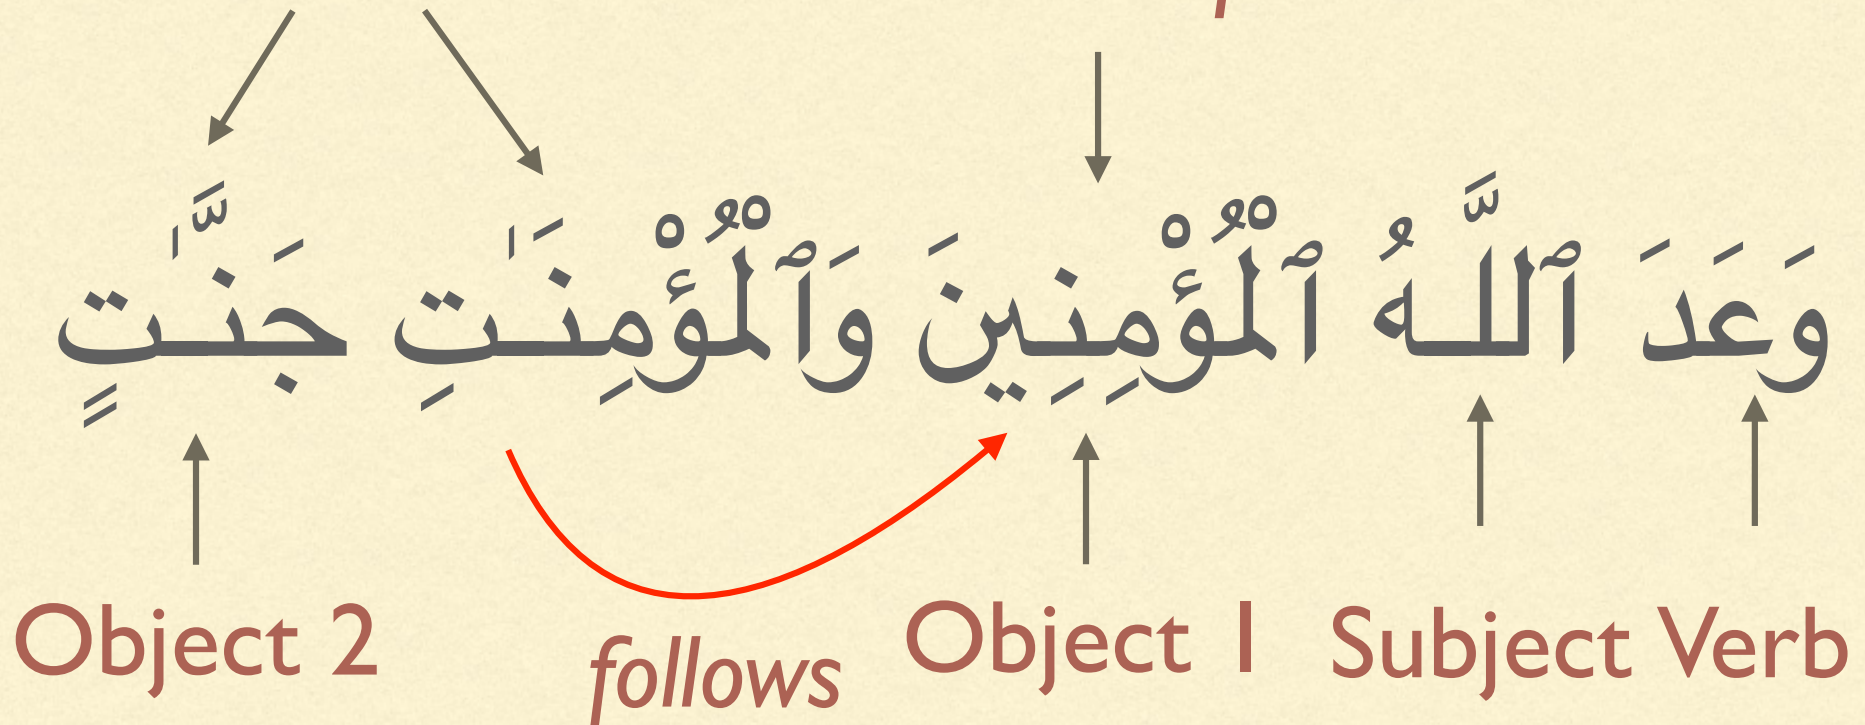 وَعَدَ ٱللَّـهُ ٱلْمُؤْمِنِينَ وَٱلْمُؤْمِنَـٰتِ جَنَّـٰتٍ
Object 2 follows Object 1 Subject Verb